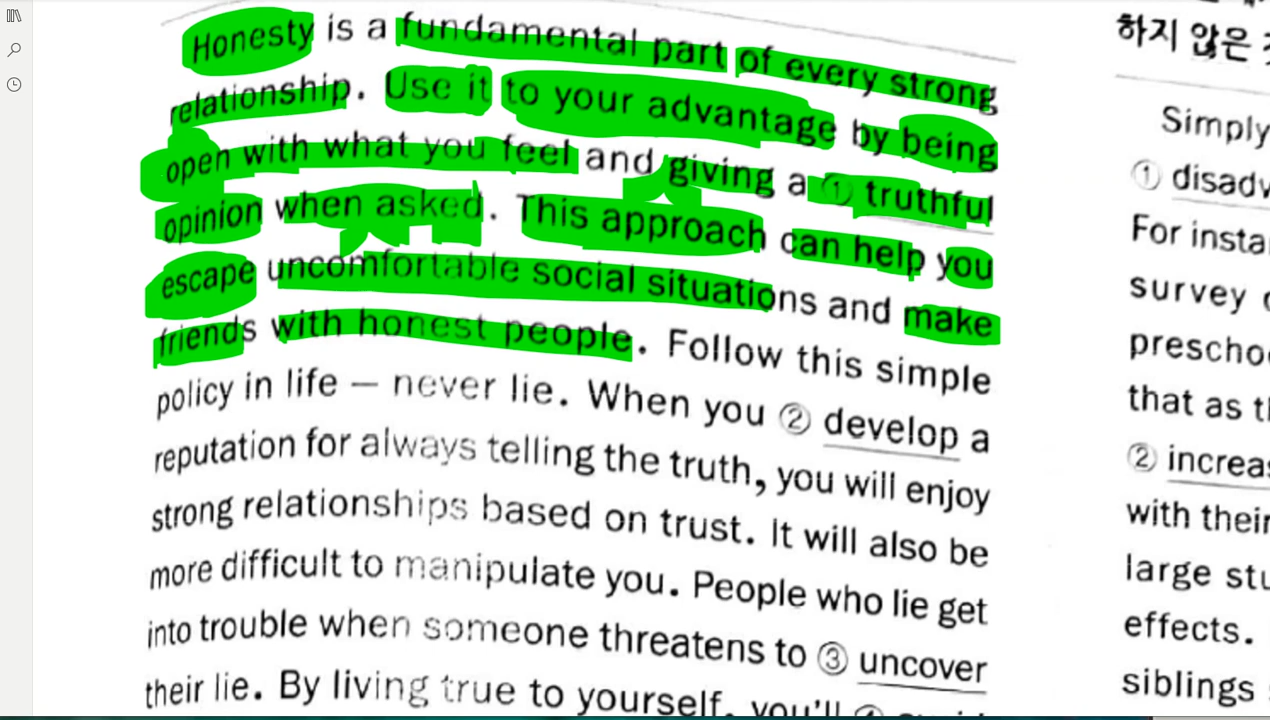 Honesty is a fundamental part of every strong
relationship. Use it to your advantage by being
open with what you feel and giving a ① truthful
opinion when asked. This approach can help you
escape uncomfortable social situations and make
friends with honest people. Follow this simple
policy in life — never lie. When you ② develop a
reputation for always telling the truth, you will enjoy
strong relationships based on trust. It will also be
more difficult to manipulate you. People who lie get
into trouble when someone threatens to ③ uncover
their lie. By living true to yourself, you'll ④
하지 않은
Simply
① disadv
For insta
survey
preschoo
that as
② increas
with their
large stu
effects.
siblings